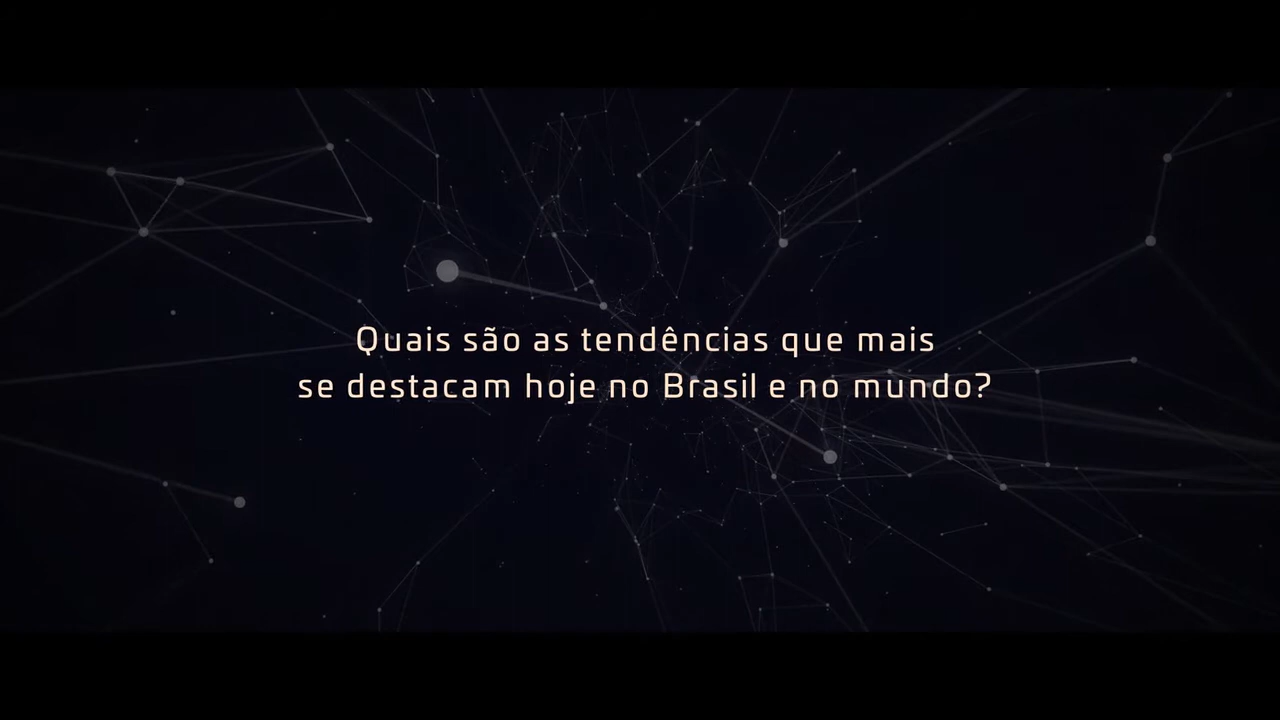 Quais são as tendências que mais
se destacam hoje no Brasil e no mundo?